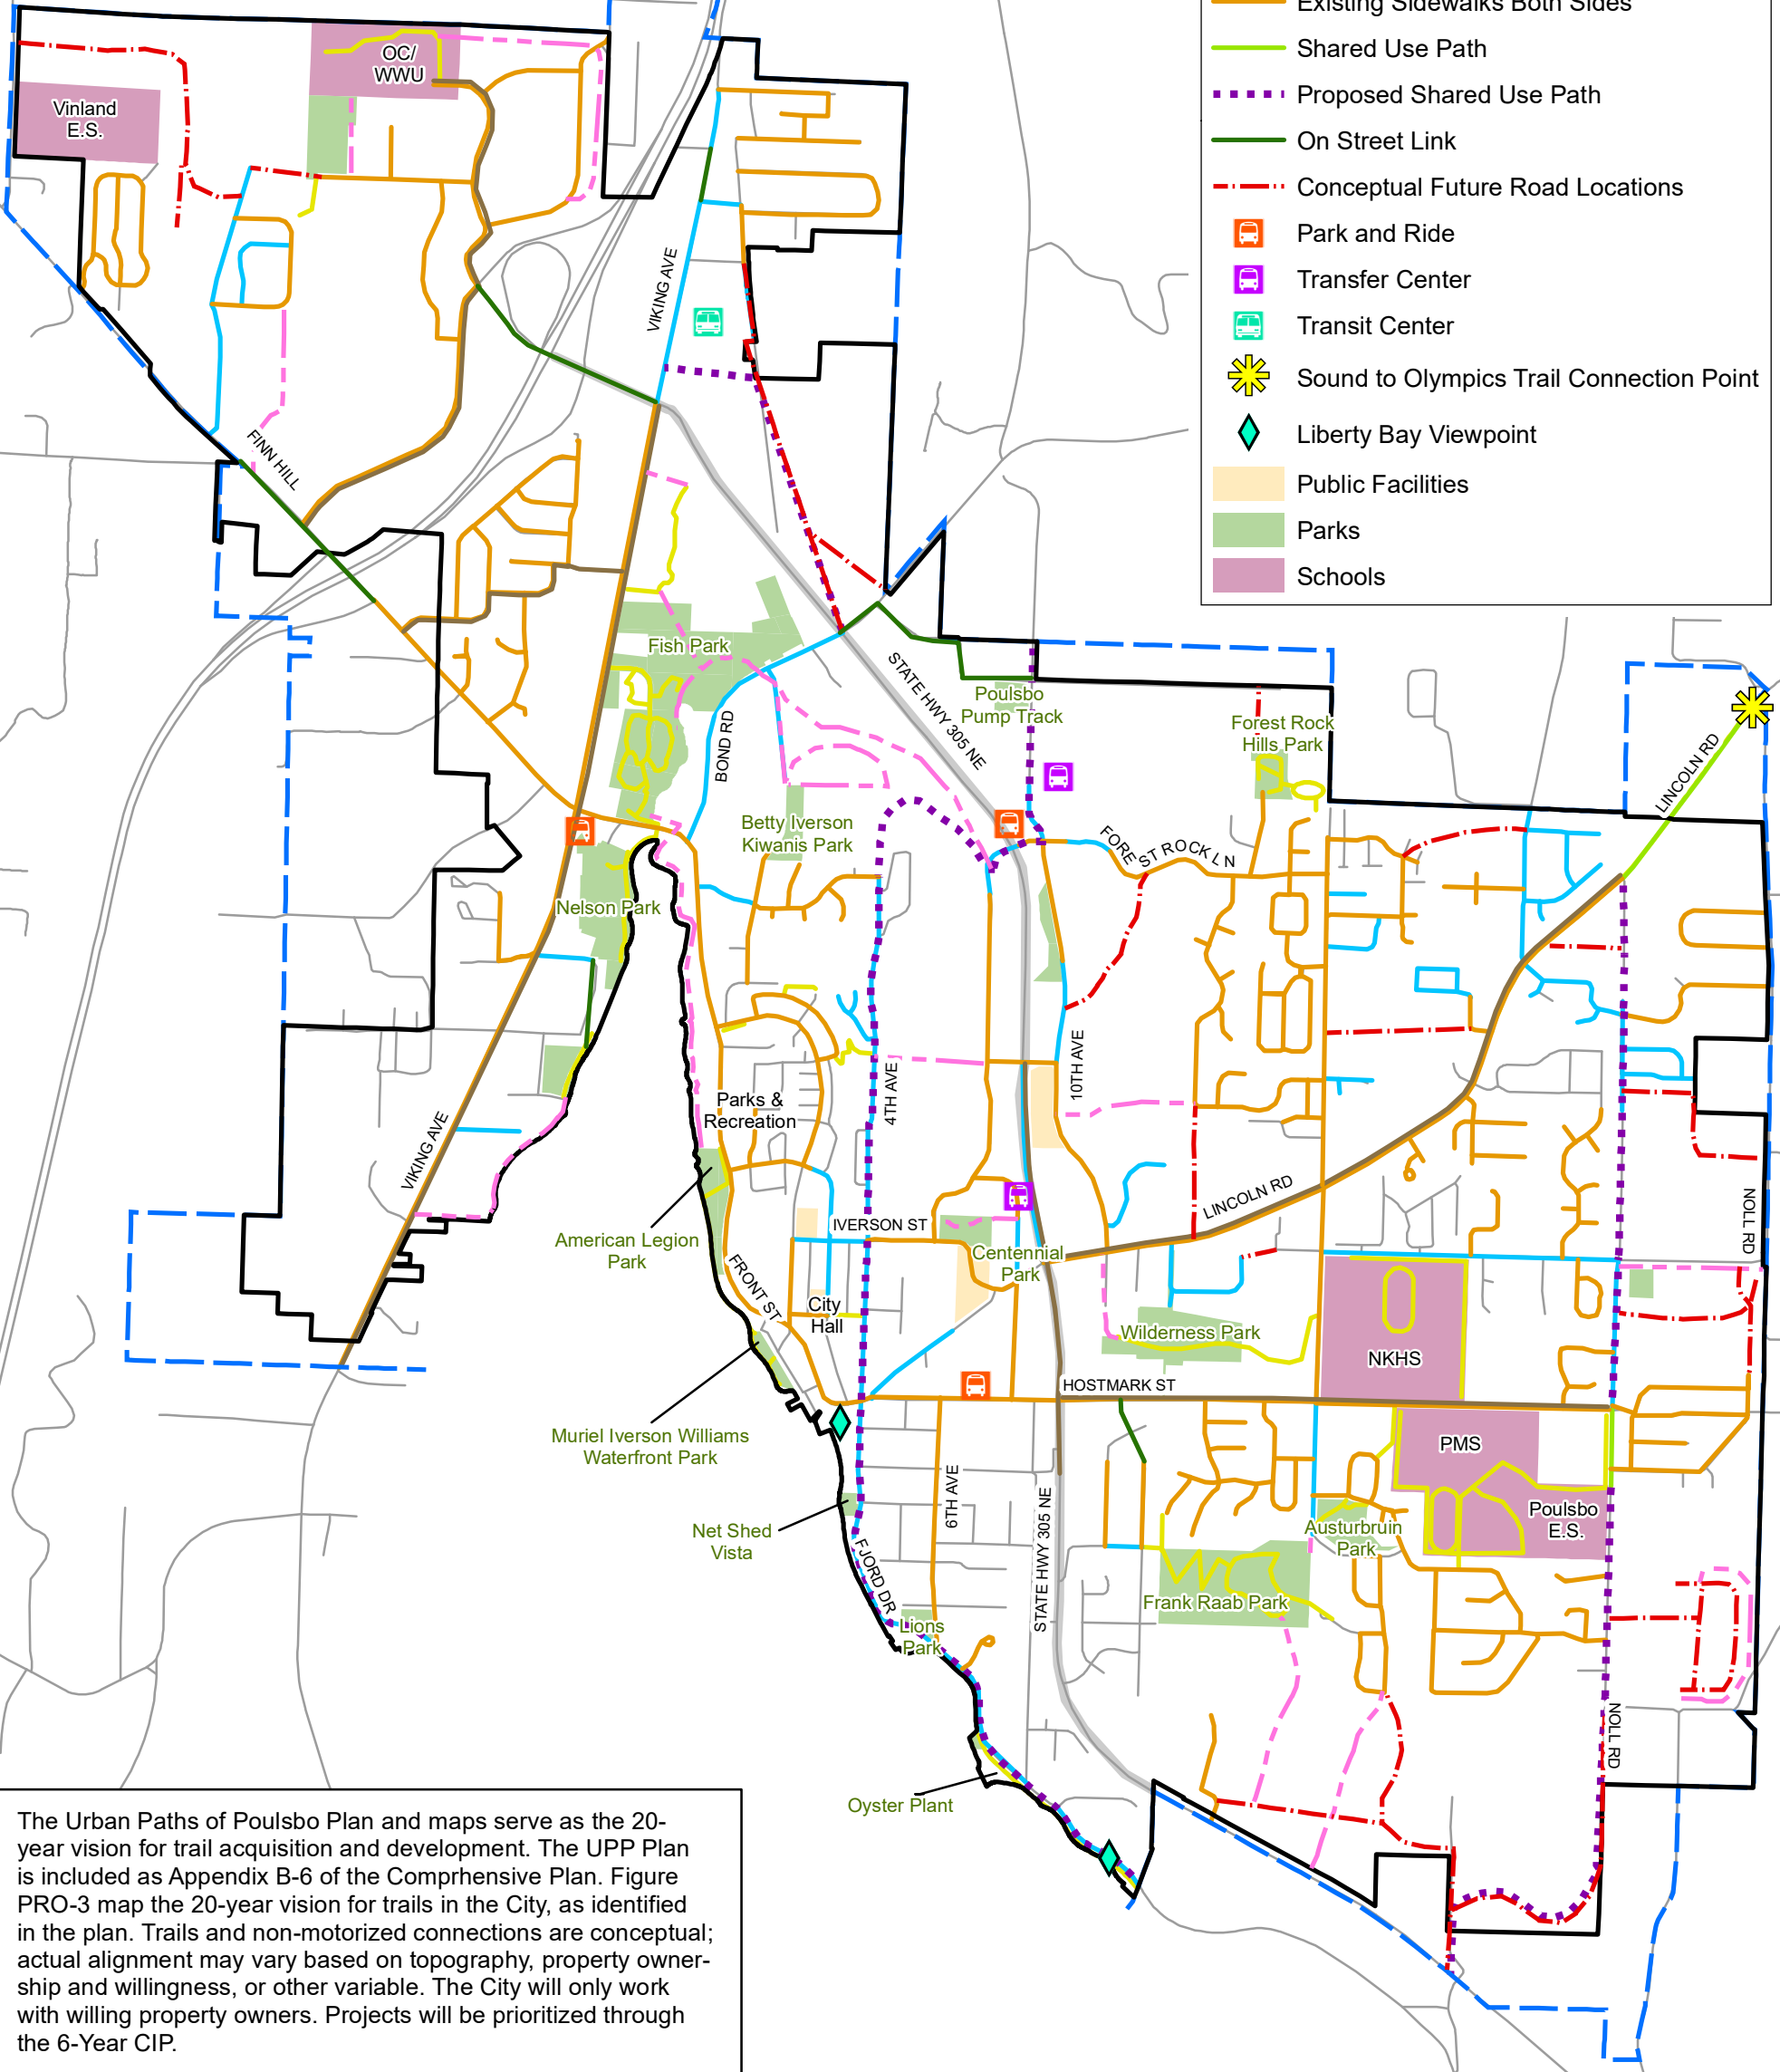 Existing Sidewalks Both Sides
Shared Use Path
Proposed Shared Use Path
On Street Link
Conceptual Future Road Locations
Park and Ride
Transfer Center
Transit Center
Sound to Olympics Trail Connection Point
Liberty Bay Viewpoint
Public Facilities
Parks
Schools
OC/
WWU
Vinland
E.S.
VIKING AVE
FINN HILL
Fish Park
STATE HWY 305 NE
Poulsbo
Pump Track
Forest Rock
Hills Park
LINCOLN RD
BOND RD
Betty Iverson
Kiwanis Park
FOREST ROCK LN
Nelson Park
4TH AVE
10TH AVE
Parks &
Recreation
VIKING AVE
LINCOLN RD
NOLL RD
IVERSON ST
American Legion
Park
Centennial
Park
FRONT ST
City
Hall
Wilderness Park
NKHS
HOSTMARK ST
Muriel Iverson Williams
Waterfront Park
PMS
6TH AVE
STATE HWY 305 NE
Net Shed
Vista
Austurbruin
Park
Poulsbo
E.S.
FJORD DR
Frank Raab Park
Lions
Park
NOLL RD
Oyster Plant
The Urban Paths of Poulsbo Plan and maps serve as the 20-
year vision for trail acquisition and development. The UPP Plan
is included as Appendix B-6 of the Comprhensive Plan. Figure
PRO-3 map the 20-year vision for trails in the City, as identified
in the plan. Trails and non-motorized connections are conceptual;
actual alignment may vary based on topography, property owner-
ship and willingness, or other variable. The City will only work
with willing property owners. Projects will be prioritized through
the 6-Year CIP.